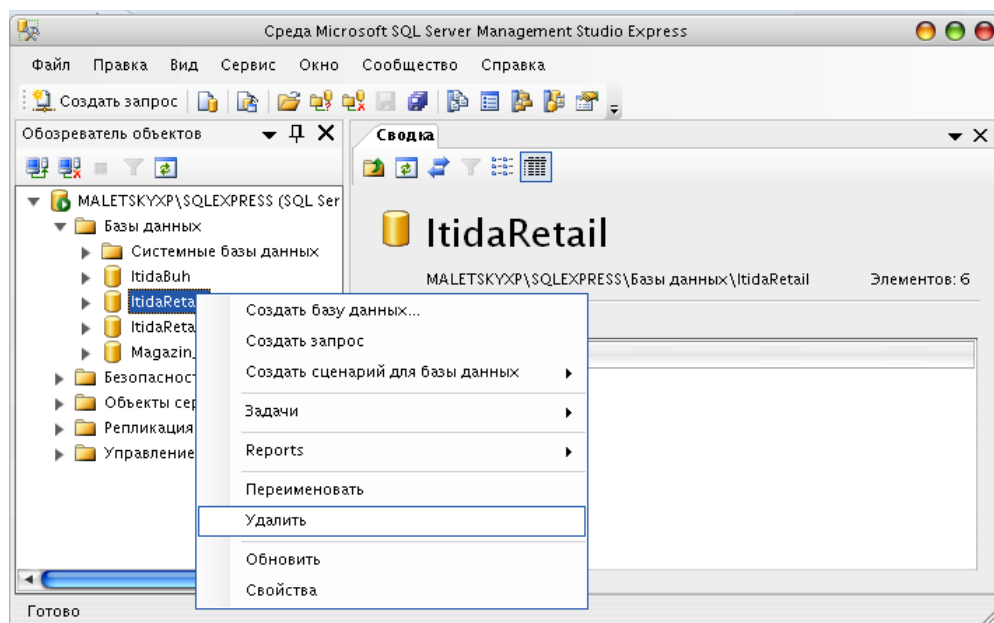 Среда Microsoft SQL Server Management Studio Express
Файл Правка Вид Сервис Окно Сообщество Справка
Создать запрос
Обозреватель объектов
Сводка
MALETSKYXP\SQLEXPRESS (SQL Ser
Базы данных
Системные базы данных
ItidaBuh
ItidaReta
ItidaReta
Magazin_
Безопаснос
Объекты сер
Репликация
Управление
ItidaRetail
MALETSKYXP\SQLEXPRESS\Базы данных\ItidaRetail Элементов: 6
Создать базу данных...
Создать запрос
Создать сценарий для базы данных
Задачи
Reports
Переименовать
Удалить
Обновить
Свойства
Готово